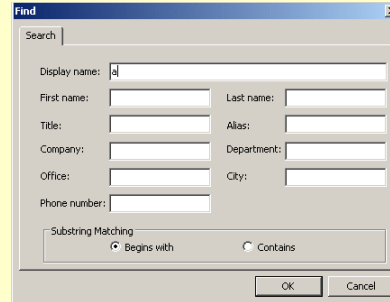 Find
Search
Display name: a
First name: Last name:
Title: Alias:
Company: Department:
Office: City:
Phone number:
Substring Matching
Begins with Contains
OK Cancel